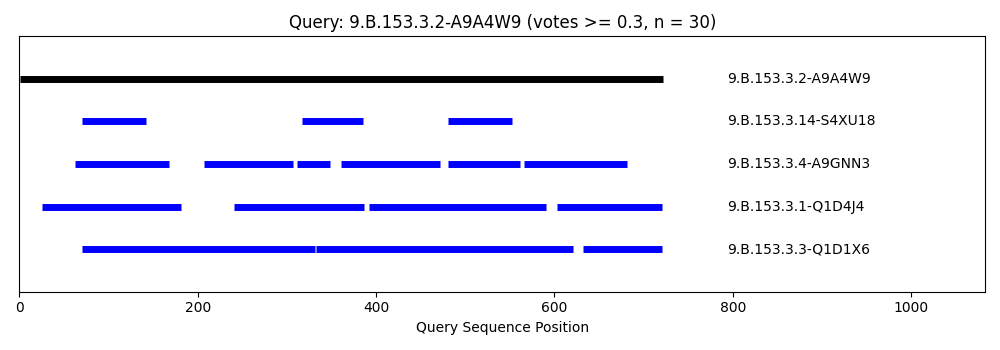 Query: 9.B.153.3.2-A9A4W9 (votes >= 0.3, n = 30)
9.B.153.3.2-A9A4W9
9.B.153.3.14-S4XU18
9.B.153.3.4-A9GNN3
9.B.153.3.1-Q1D4J4
9.B.153.3.3-Q1D1X6
0 200 400 600 800 1000
Query Sequence Position